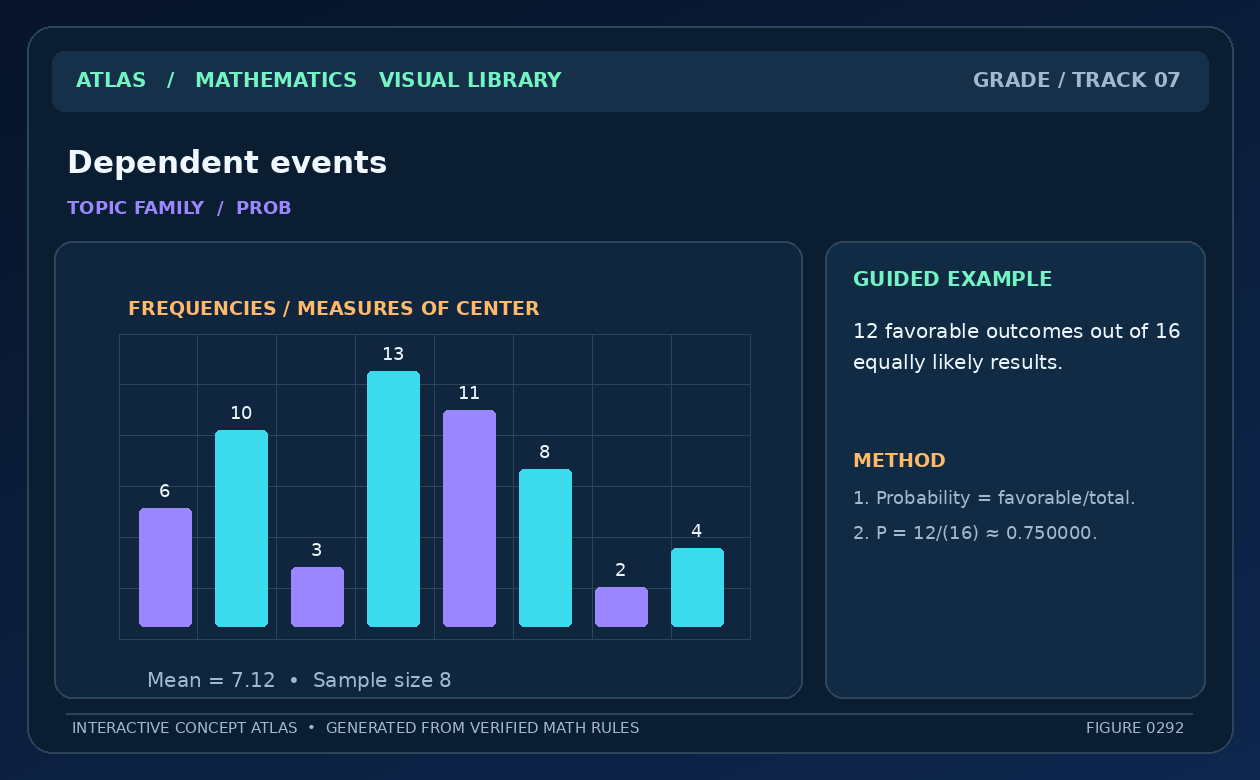 ATLAS / MATHEMATICS VISUAL LIBRARY
GRADE / TRACK 07
Dependent events
TOPIC FAMILY / PROB
FREQUENCIES / MEASURES OF CENTER
6
10
3
13
11
8
2
4
Mean = 7.12 • Sample size 8
GUIDED EXAMPLE
12 favorable outcomes out of 16
equally likely results.
METHOD
1. Probability = favorable/total.
2. P = 12/(16) ≈ 0.750000.
INTERACTIVE CONCEPT ATLAS • GENERATED FROM VERIFIED MATH RULES
FIGURE 0292